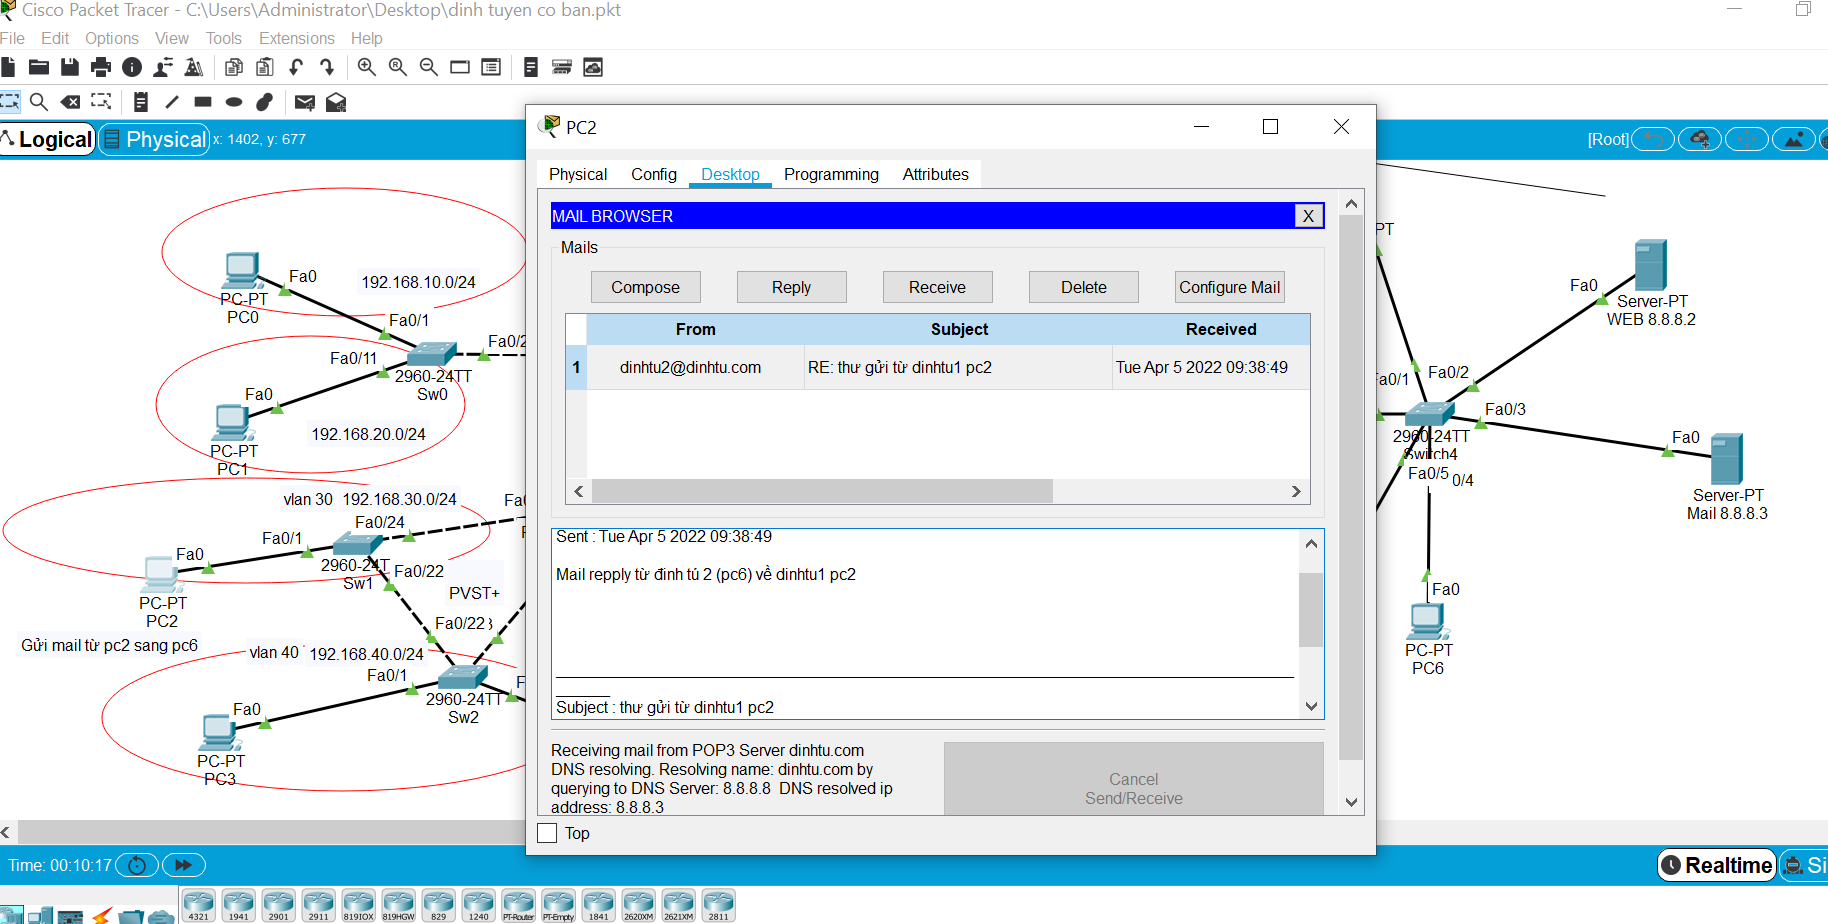 Cisco Packet Tracer - C:\Users\Administrator\Desktop\dinh tuyen co ban.pkt
File Edit Options View Tools Extensions Help
Logical Physical x: 1402, y: 677
[Root]
PC2
Physical Config Desktop Programming Attributes
MAIL BROWSER X
Mails
Compose Reply Receive Delete Configure Mail
From Subject Received
1 dinhtu2@dinhtu.com RE: thư gửi từ dinhtu1 pc2 Tue Apr 5 2022 09:38:49
Sent : Tue Apr 5 2022 09:38:49
Mail repply từ đinh tú 2 (pc6) về dinhtu1 pc2
Subject : thư gửi từ dinhtu1 pc2
Receiving mail from POP3 Server dinhtu.com
DNS resolving. Resolving name: dinhtu.com by
querying to DNS Server: 8.8.8.8 DNS resolved ip
address: 8.8.8.3
Cancel
Send/Receive
Top
Fa0
192.168.10.0/24
PC-PT
PC0
Fa0/1
Fa0/2
Fa0/11
2960-24TT
Sw0
Fa0
192.168.20.0/24
PC-PT
PC1
vlan 30 192.168.30.0/24
Fa0/24
Fa0/1
Fa0
2960-24T
Sw1
Fa0/22
PC-PT
PC2
PVST+
Fa0/22
Gửi mail từ pc2 sang pc6
vlan 40 192.168.40.0/24
Fa0/1
2960-24TT
Sw2
Fa0
PC-PT
PC3
PT
Fa0
Server-PT
WEB 8.8.8.2
Fa0/1
Fa0/2
Fa0/3
2960-24TT
Switch4
Fa0
Fa0/5
0/4
Server-PT
Mail 8.8.8.3
Fa0
PC-PT
PC6
Time: 00:10:17
Realtime
Si
4321 1941 2901 2911 819IOX 819HGW 829 1240 PT-Router PT-Empty 1841 2620XM 2621XM 2811